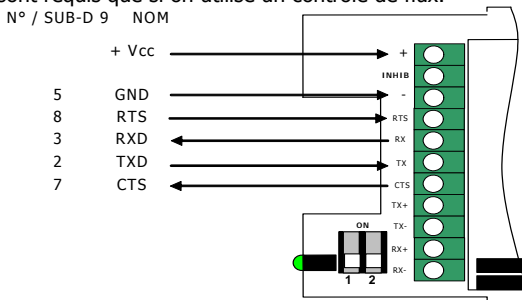 sont requis que si on utilise un contrôle de flux.
N° / SUB-D 9 NOM
+ Vcc +
INHIB
5 GND -
8 RTS RTS
3 RXD RX
2 TXD TX
7 CTS CTS
TX+
ON TX-
RX+
RX-
1 2